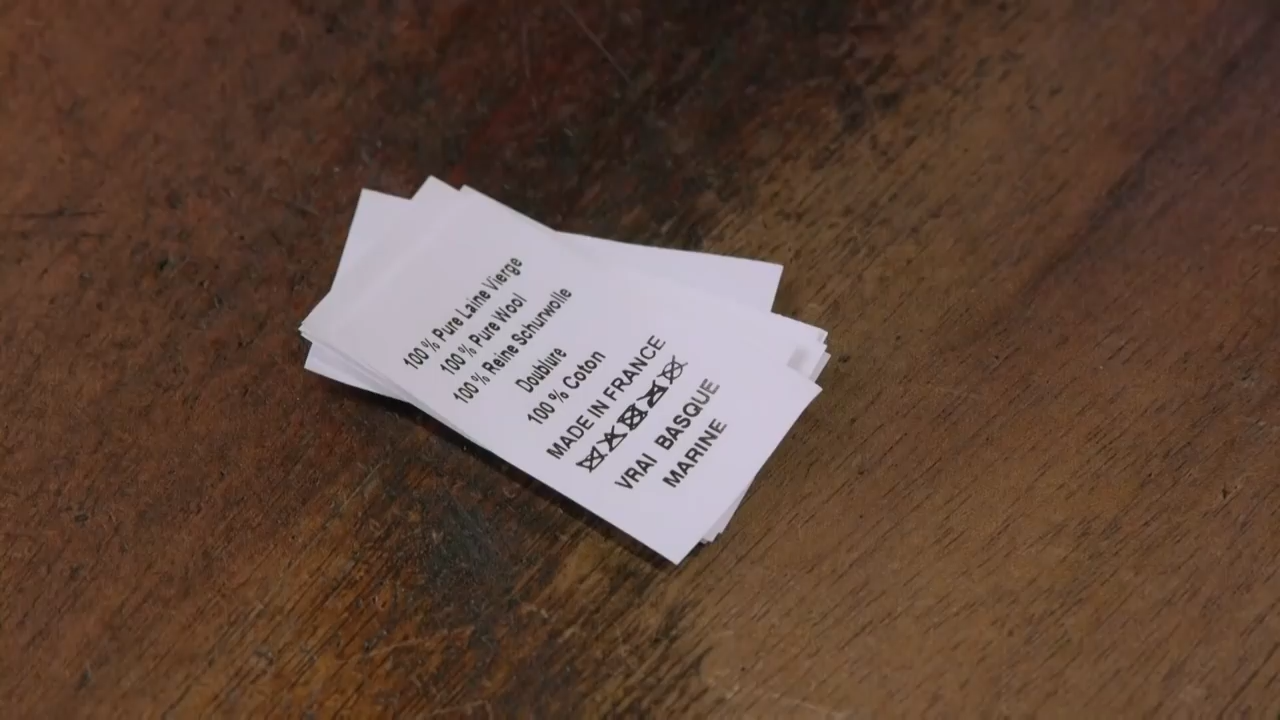 100 % Pure Laine Vierge
100 % Pure Wool
100 % Reine Schurwolle
Doublure
100 % Coton
MADE IN FRANCE
VRAI BASQUE
MARINE